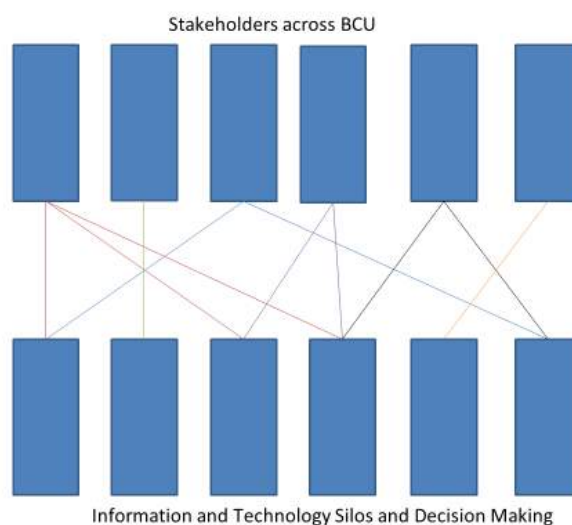 Stakeholders across BCU
Information and Technology Silos and Decision Making